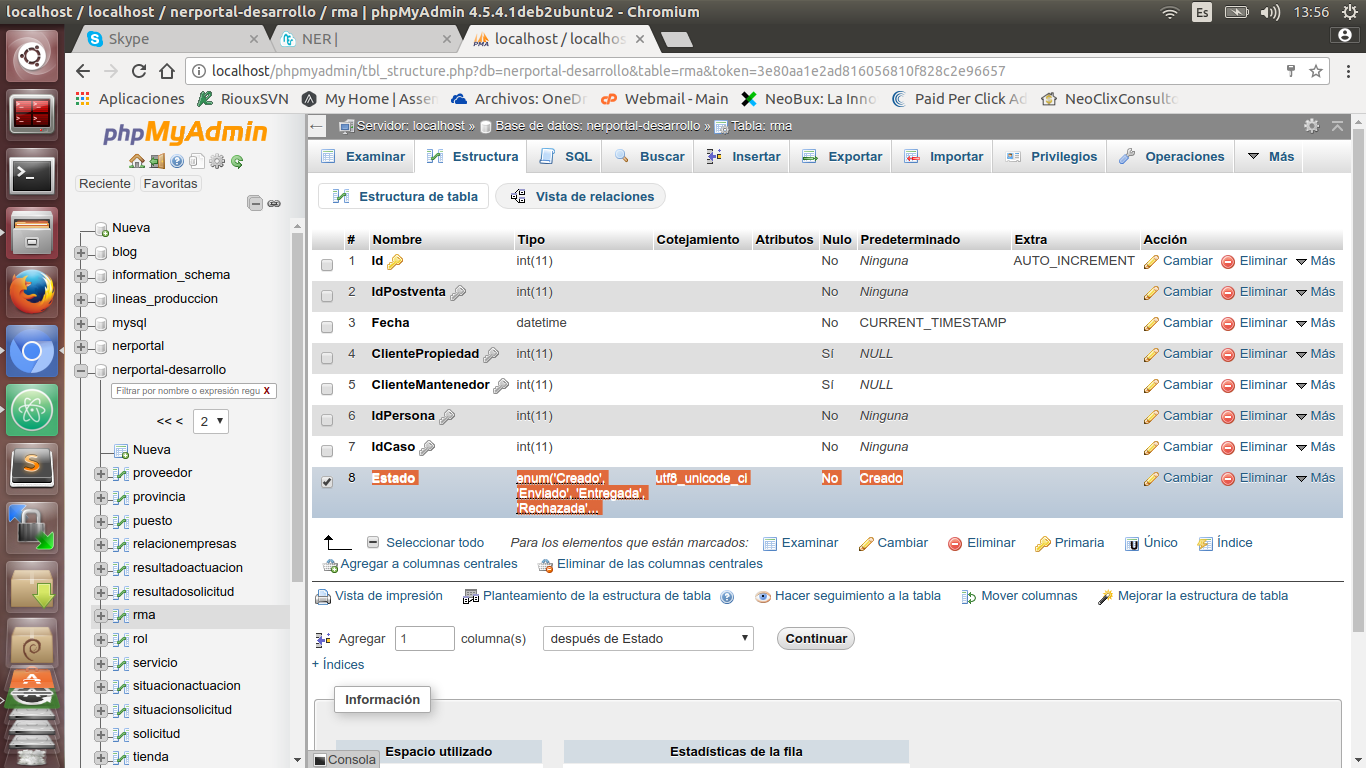 localhost / localhost / nerportal-desarrollo / rma | phpMyAdmin 4.5.4.1deb2ubuntu2 - Chromium
Es
13:56
Skype
NER |
localhost / localhos
localhost/phpmyadmin/tbl_structure.php?db=nerportal-desarrollo&table=rma&token=3e80aa1e2ad816056810f828c2e96657
Aplicaciones
RiouxSVN
My Home | Assem
Archivos: OneDr
Webmail - Main
NeoBux: La Inno
Paid Per Click Ad
NeoClixConsulto
phpMyAdmin
Reciente
Favoritas
Nueva
blog
information_schema
lineas_produccion
mysql
nerportal
nerportal-desarrollo
Filtrar por nombre o expresión regu X
<< < 2
Nueva
proveedor
provincia
puesto
relacionempresas
resultadoactuacion
resultadosolicitud
rma
rol
servicio
situacionactuacion
situacionsolicitud
solicitud
tienda
Servidor: localhost » Base de datos: nerportal-desarrollo » Tabla: rma
Examinar Estructura SQL Buscar Insertar Exportar Importar Privilegios Operaciones Más
Estructura de tabla Vista de relaciones
# Nombre Tipo Cotejamiento Atributos Nulo Predeterminado Extra Acción
1 Id int(11) No Ninguna AUTO_INCREMENT Cambiar Eliminar Más
2 IdPostventa int(11) No Ninguna Cambiar Eliminar Más
3 Fecha datetime No CURRENT_TIMESTAMP Cambiar Eliminar Más
4 ClientePropiedad int(11) Sí NULL Cambiar Eliminar Más
5 ClienteMantenedor int(11) Sí NULL Cambiar Eliminar Más
6 IdPersona int(11) No Ninguna Cambiar Eliminar Más
7 IdCaso int(11) No Ninguna Cambiar Eliminar Más
8 Estado enum('Creado', utf8_unicode_ci No Creado Cambiar Eliminar Más
'Enviado', 'Entregada',
'Rechazada'...
Seleccionar todo Para los elementos que están marcados: Examinar Cambiar Eliminar Primaria Único Índice
Agregar a columnas centrales Eliminar de las columnas centrales
Vista de impresión Planteamiento de la estructura de tabla Hacer seguimiento a la tabla Mover columnas Mejorar la estructura de tabla
Agregar 1 columna(s) después de Estado Continuar
+ Índices
Información
Espacio utilizado Estadísticas de la fila
Consola